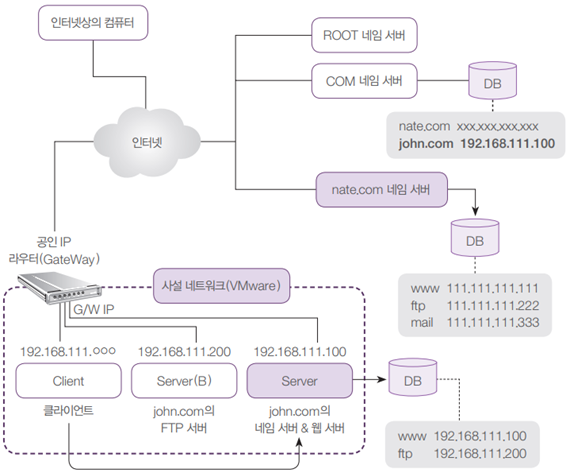 인터넷상의 컴퓨터
ROOT 네임 서버
COM 네임 서버
DB
nate.com xxx.xxx.xxx.xxx
john.com 192.168.111.100
인터넷
nate.com 네임 서버
DB
www 111.111.111.111
ftp 111.111.111.222
mail 111.111.111.333
공인 IP
라우터(GateWay)
사설 네트워크(VMware)
G/W IP
192.168.111.○○○
Client
클라이언트
192.168.111.200
Server(B)
john.com의
FTP 서버
192.168.111.100
Server
john.com의
네임 서버 & 웹 서버
DB
www 192.168.111.100
ftp 192.168.111.200